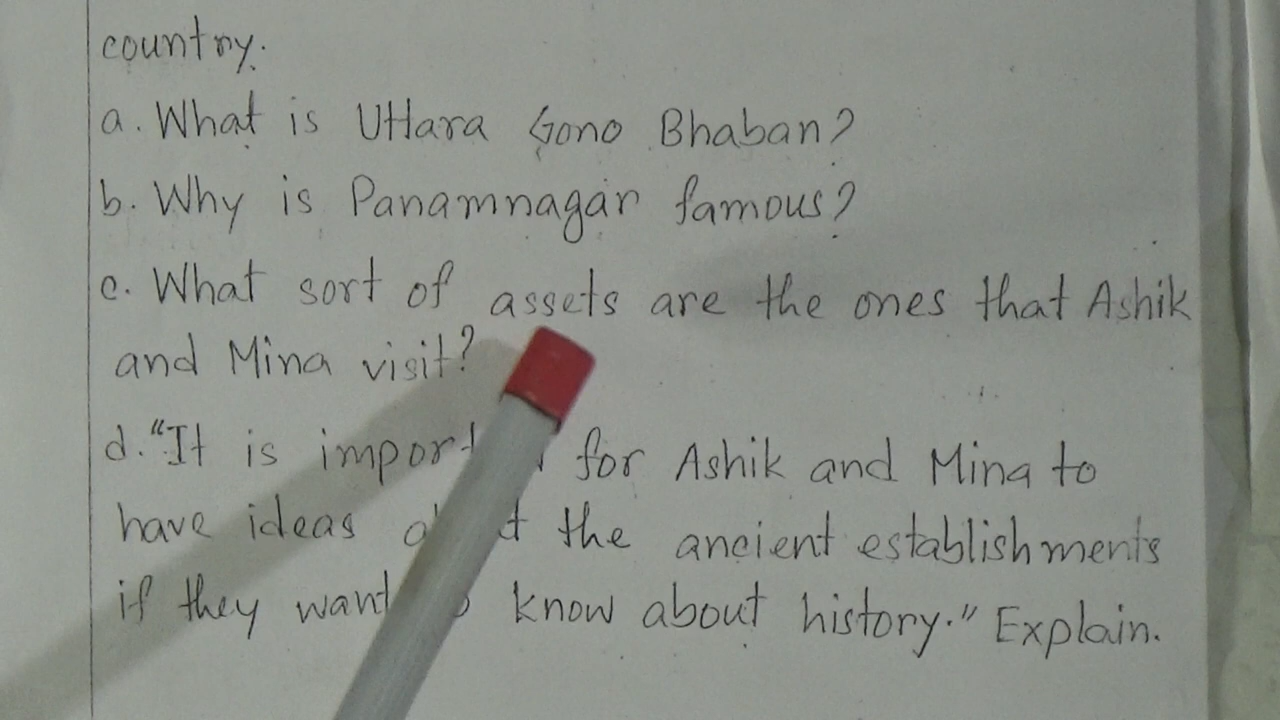 country.
a. What is Uttara Gono Bhaban?
b. Why is Panamnagar famous?
c. What sort of assets are the ones that Ashik
and Mina visit?
d. "It is for Ashik and Mina to
have ideas the ancient establishments
if they want know about history." Explain.